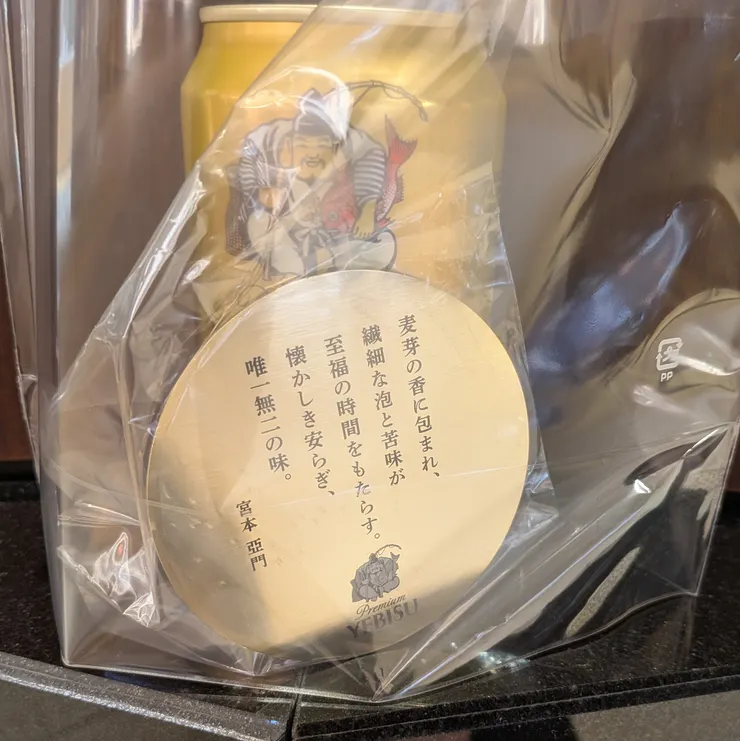 麦芽の香に包まれ、
繊細な泡と苦味が
至福の時間をもたらす。
懐かしき安らぎ、
唯一無二の味。
宮本 亞門
Premium
YEBISU
PP